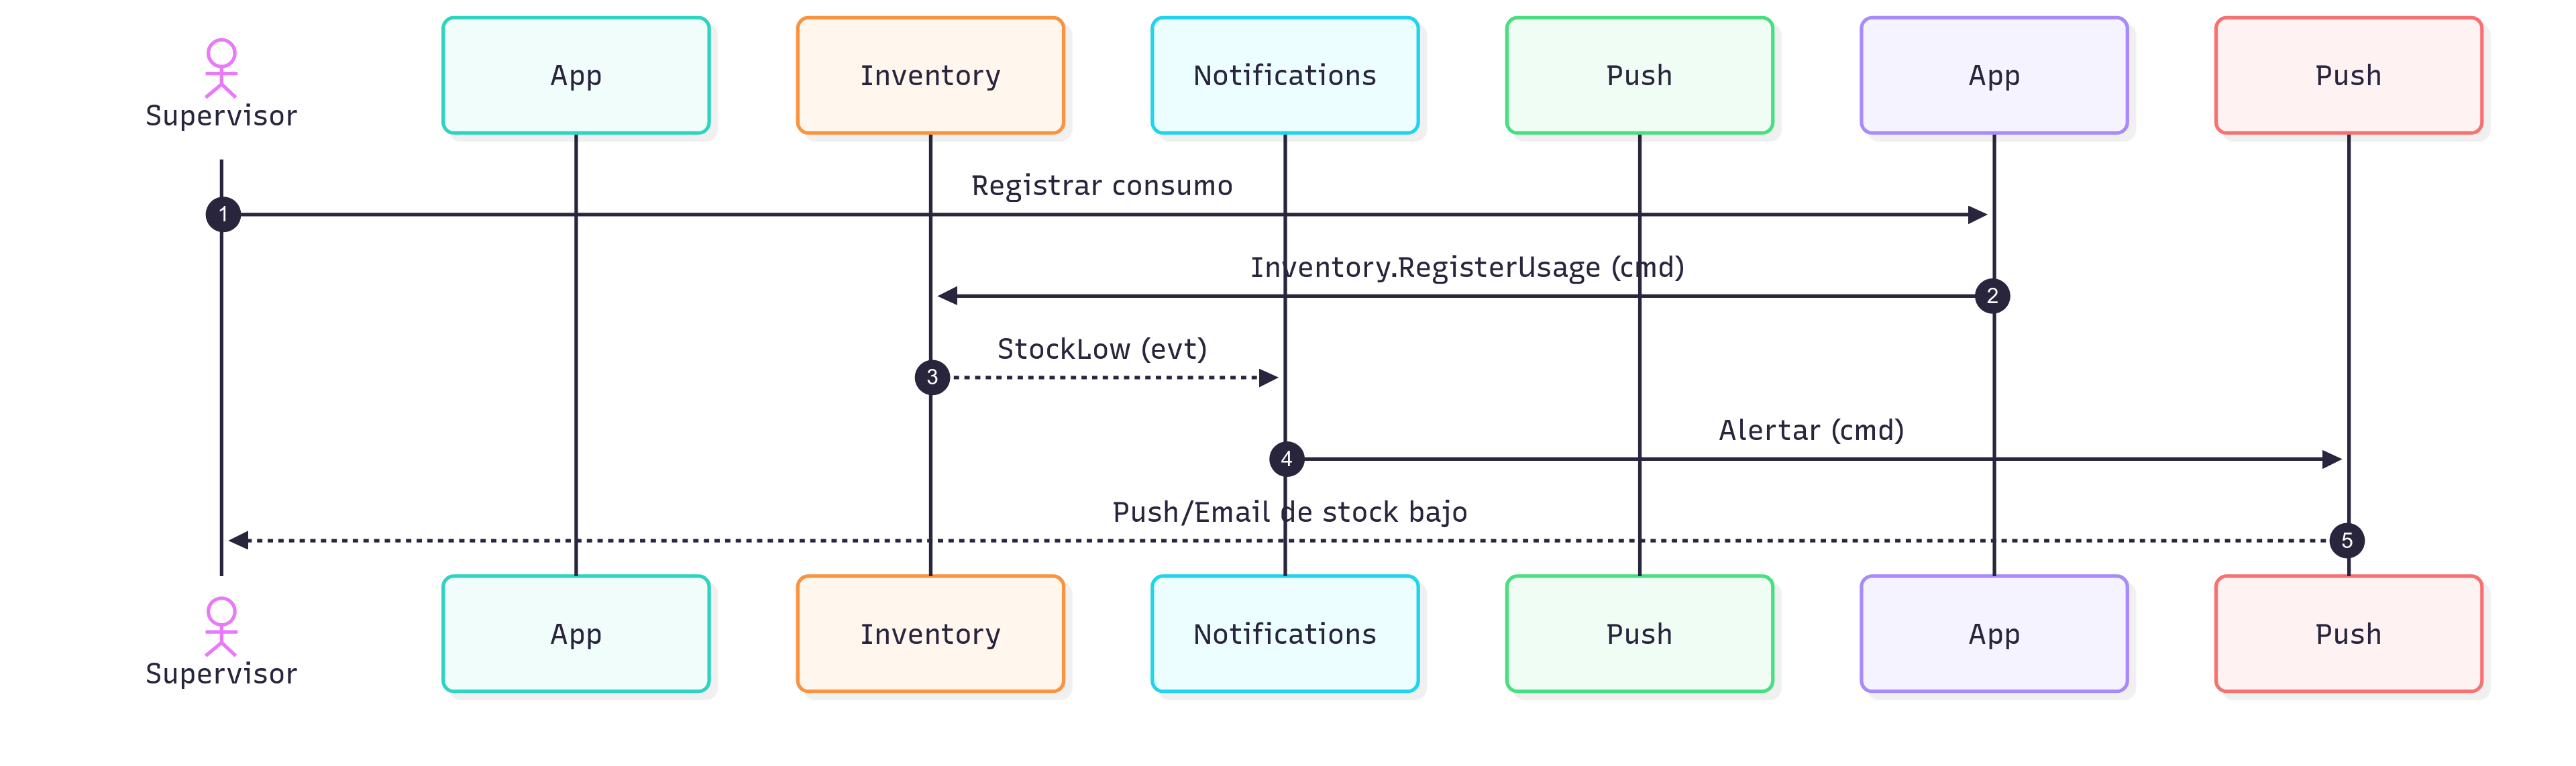 Supervisor
App
Inventory
Notifications
Push
App
Push
Registrar consumo
1
Inventory.RegisterUsage (cmd)
2
StockLow (evt)
3
Alertar (cmd)
4
Push/Email de stock bajo
5
Supervisor
App
Inventory
Notifications
Push
App
Push